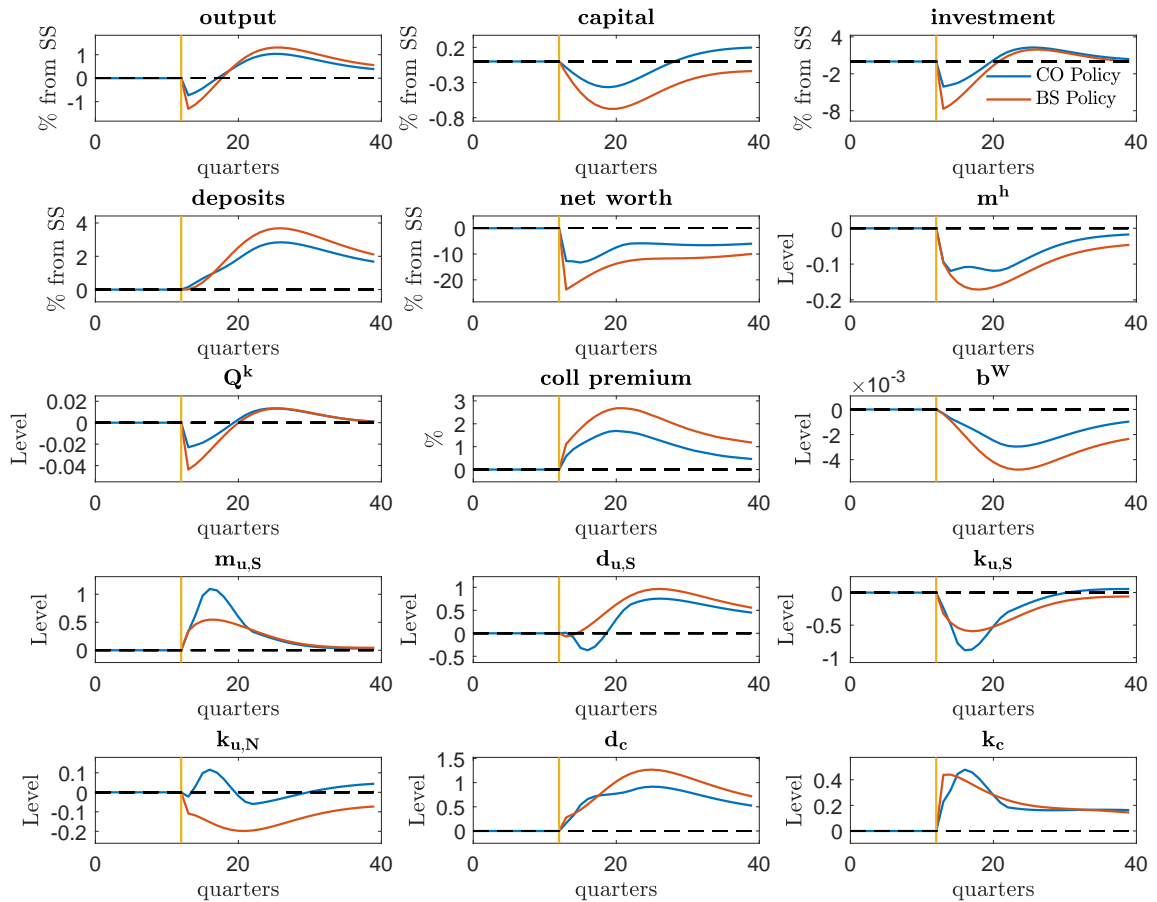 output
capital
investment
% from SS
1
0
-1
0
20
40
quarters
% from SS
0.2
-0.3
-0.8
0
20
40
quarters
% from SS
4
-2
-8
CO Policy
BS Policy
0
20
40
quarters
deposits
net worth
m^h
% from SS
4
2
0
0
20
40
quarters
% from SS
0
-10
-20
0
20
40
quarters
Level
0
-0.1
-0.2
0
20
40
quarters
Q^k
coll premium
b^W
Level
0.02
0
-0.02
-0.04
0
20
40
quarters
%
3
2
1
0
0
20
40
quarters
Level
×10^-3
0
-2
-4
0
20
40
quarters
m_u,S
d_u,S
k_u,S
Level
1
0.5
0
0
20
40
quarters
Level
1
0.5
0
-0.5
0
20
40
quarters
Level
0
-0.5
-1
0
20
40
quarters
k_u,N
d_c
k_c
Level
0.1
0
-0.1
-0.2
0
20
40
quarters
Level
1.5
1
0.5
0
0
20
40
quarters
Level
0.4
0.2
0
0
20
40
quarters